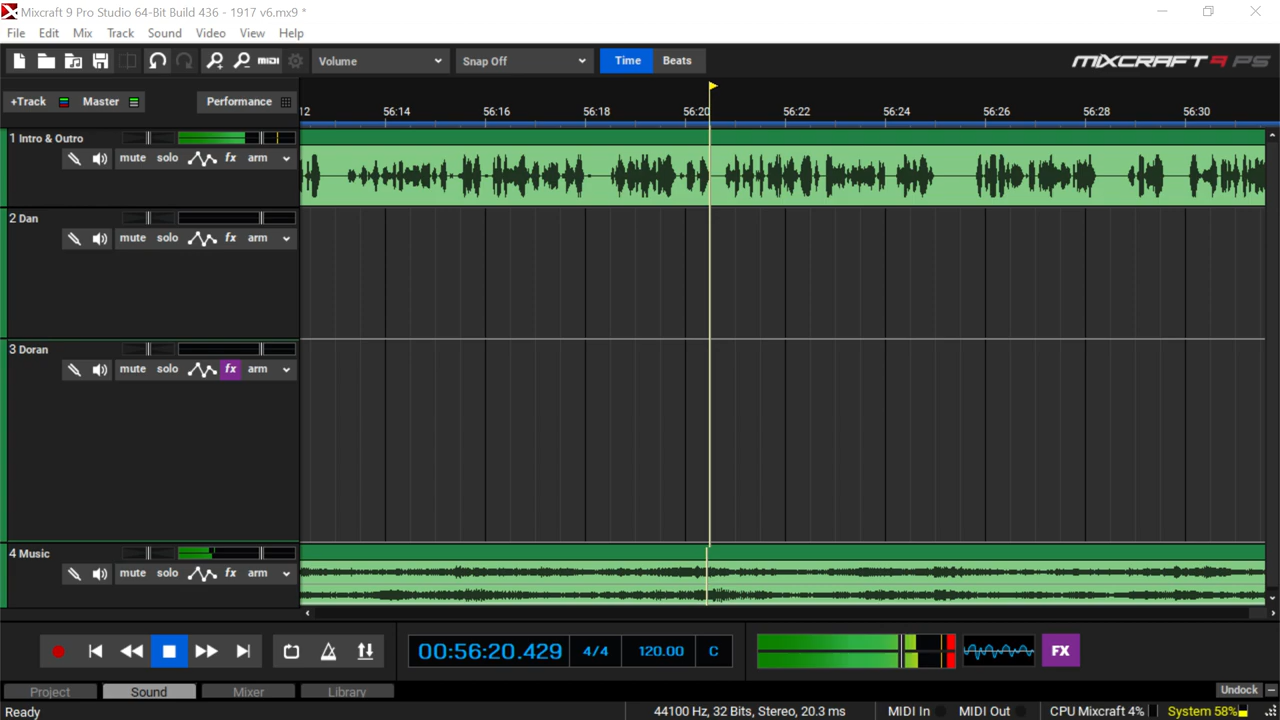 Mixcraft 9 Pro Studio 64-Bit Build 436 - 1917 v6.mx9 *
File Edit Mix Track Sound Video View Help
MIDI Volume Snap Off Time Beats MIXCRAFT 9 PS
+Track Master Performance
12 56:14 56:16 56:18 56:20 56:22 56:24 56:26 56:28 56:30
1 Intro & Outro
mute solo fx arm
2 Dan
mute solo fx arm
3 Doran
mute solo fx arm
4 Music
mute solo fx arm
00:56:20.429 4/4 120.00 C FX
Project Sound Mixer Library Undock
Ready 44100 Hz, 32 Bits, Stereo, 20.3 ms MIDI In MIDI Out CPU Mixcraft 4% System 58%